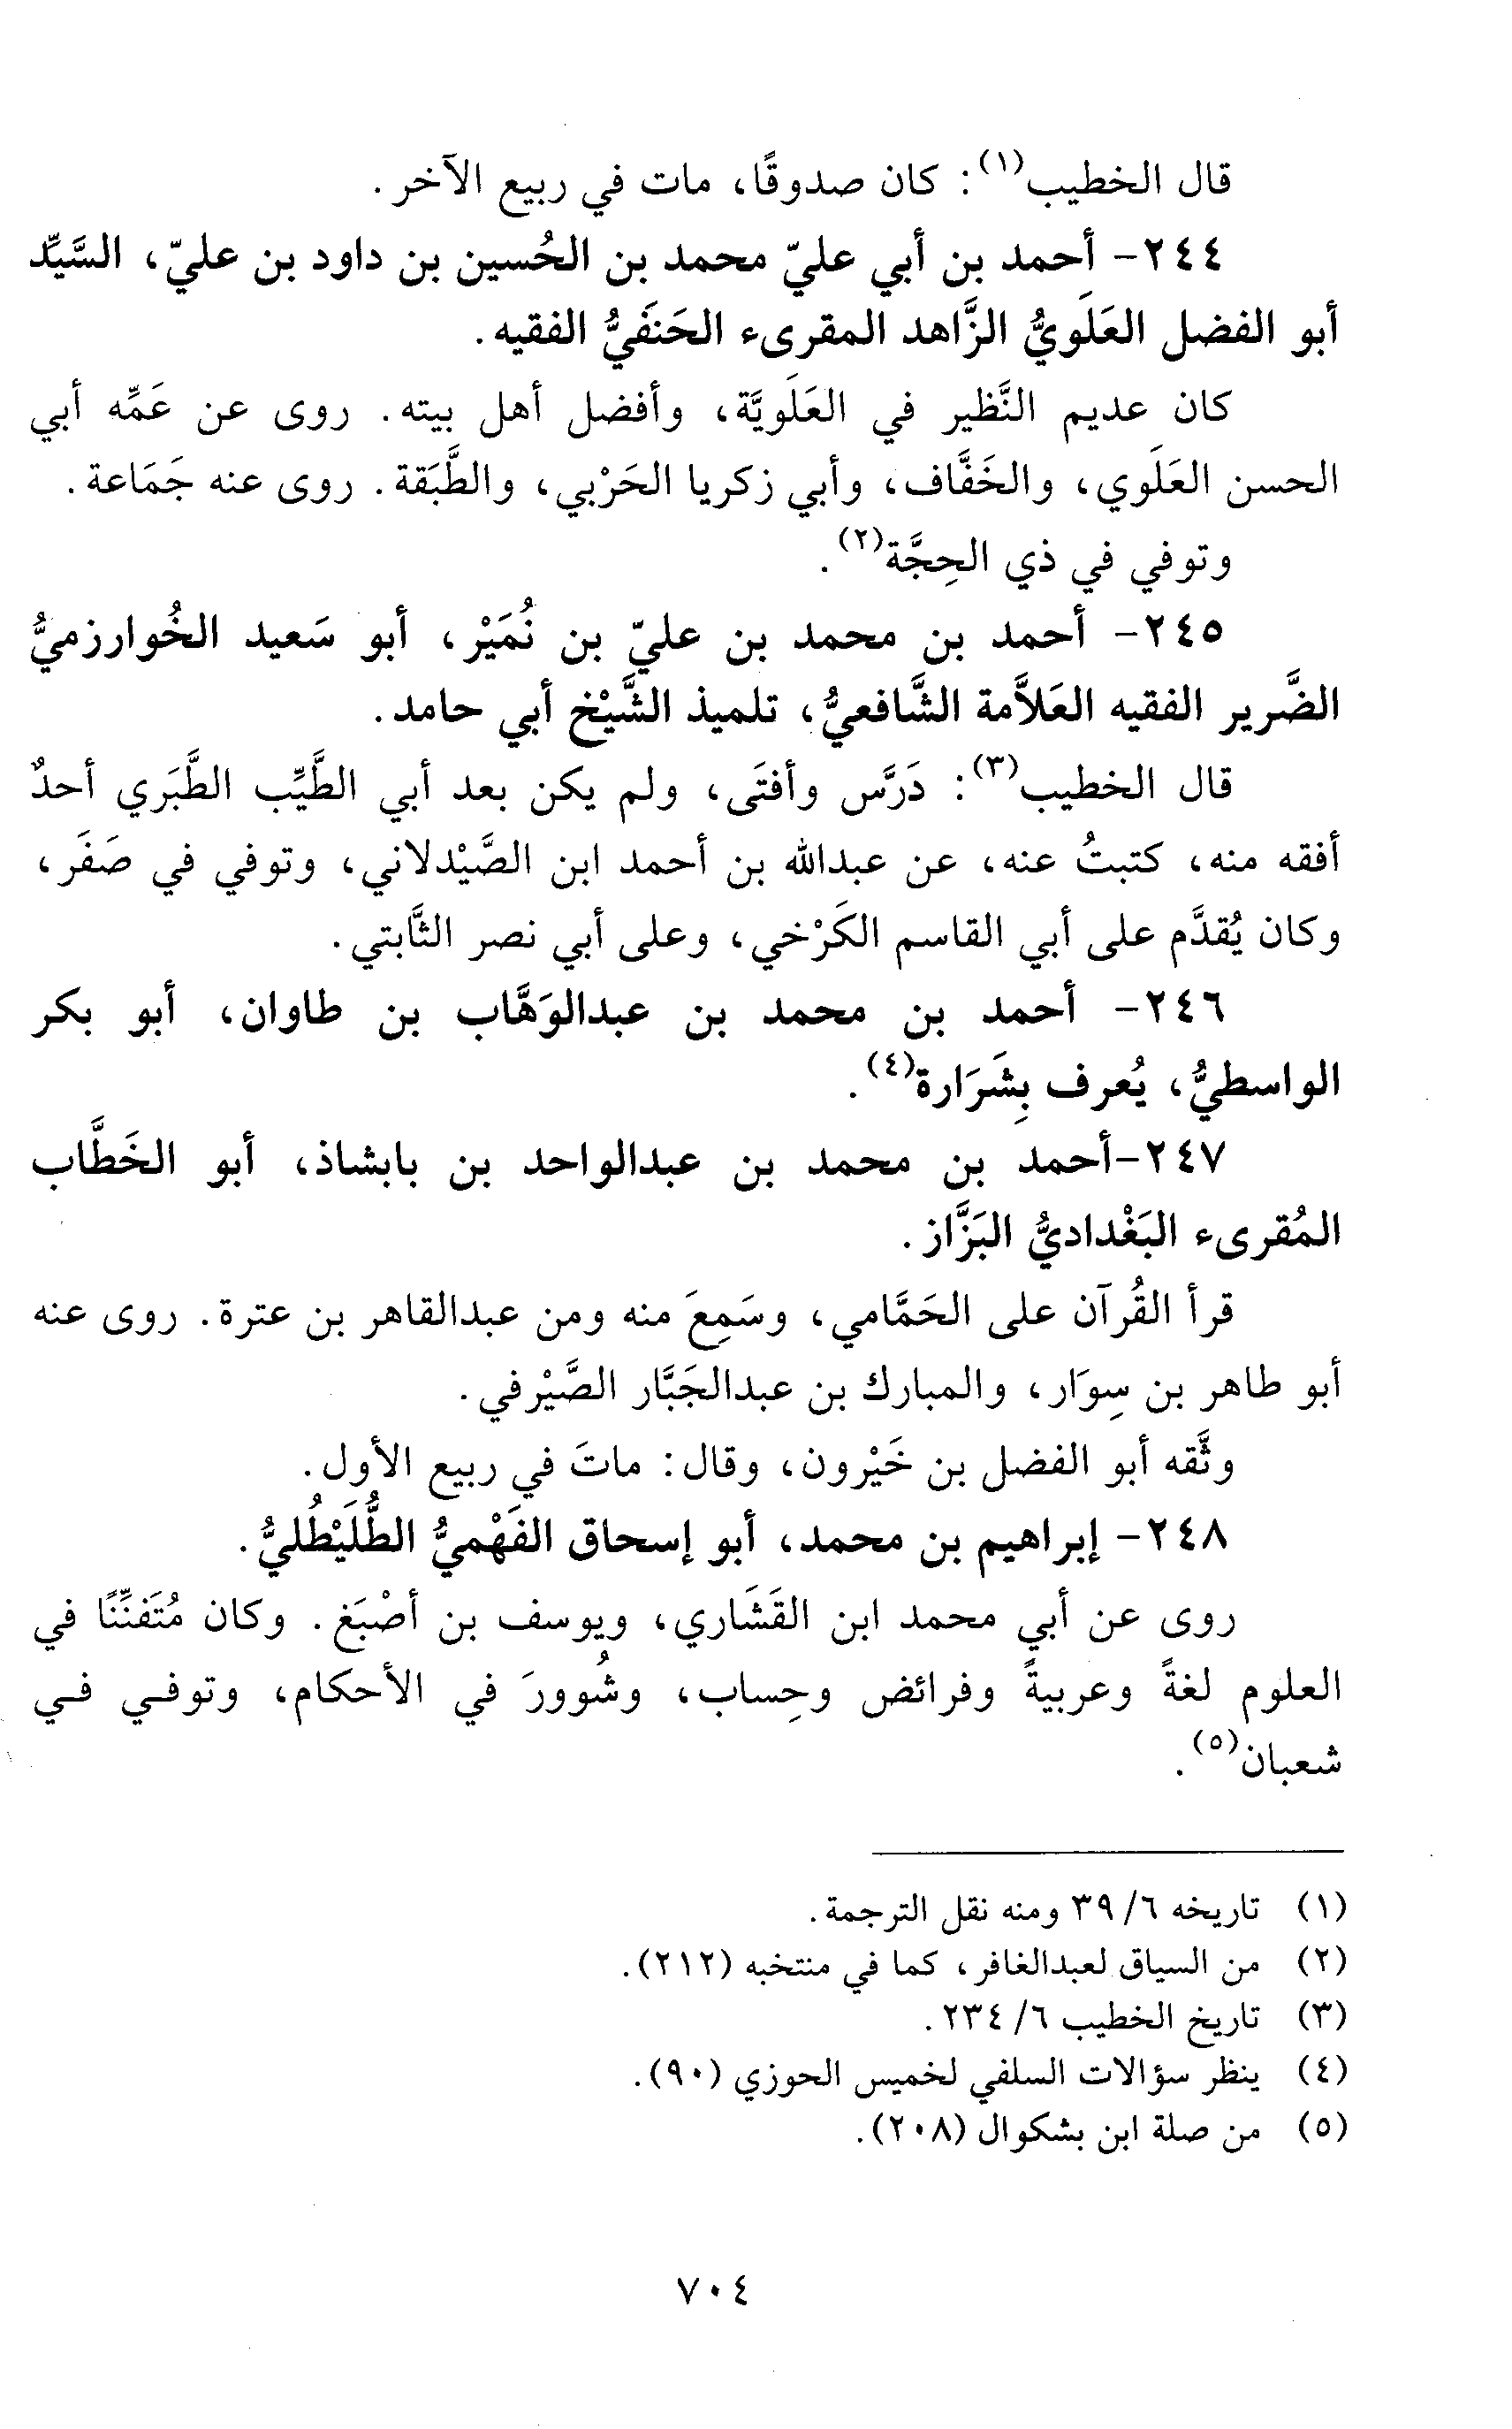 قال الخطيب(١): كان صدوقًا، مات في ربيع الآخر.
٢٤٤- أحمد بن أبي عليّ محمد بن الحُسين بن داود بن عليّ، السَّيِّد
أبو الفضل العَلَويُّ الزَّاهد المقرىء الحَنَفيُّ الفقيه.
كان عديم النَّظير في العَلَويَّة، وأفضل أهل بيته. روى عن عَمِّه أبي
الحسن العَلَوي، والخَفَّاف، وأبي زكريا الحَرْبي، والطَّبَقة. روى عنه جَمَاعة.
وتوفي في ذي الحِجَّة(٢).
٢٤٥- أحمد بن محمد بن عليّ بن نُمَيْر، أبو سَعيد الخُوارزميُّ
الضَّرير الفقيه العَلاَّمة الشَّافعيُّ، تلميذ الشَّيْخ أبي حامد.
قال الخطيب(٣): دَرَّس وأفتَى، ولم يكن بعد أبي الطَّيِّب الطَّبَري أحدٌ
أفقه منه، كتبتُ عنه، عن عبدالله بن أحمد ابن الصَّيْدلاني، وتوفي في صَفَر،
وكان يُقدَّم على أبي القاسم الكَرْخي، وعلى أبي نصر الثَّابتي.
٢٤٦- أحمد بن محمد بن عبدالوَهَّاب بن طاوان، أبو بكر
الواسطيُّ، يُعرف بِشَرَارة(٤).
٢٤٧-أحمد بن محمد بن عبدالواحد بن بابشاذ، أبو الخَطَّاب
المُقرىء البَغْداديُّ البَزَّاز.
قرأ القُرآن على الحَمَّامي، وسَمِعَ منه ومن عبدالقاهر بن عترة. روى عنه
أبو طاهر بن سِوَار، والمبارك بن عبدالجَبَّار الصَّيْرفي.
وثَّقه أبو الفضل بن خَيْرون، وقال: ماتَ في ربيع الأول.
٢٤٨- إبراهيم بن محمد، أبو إسحاق الفَهْميُّ الطُّلَيْطُليُّ.
روى عن أبي محمد ابن القَشَاري، ويوسف بن أصْبَغ. وكان مُتَفنِّنًا في
العلوم لغةً وعربيةً وفرائض وحِساب، وشُوورَ في الأحكام، وتوفي في
شعبان(٥).
(١) تاريخه ٦/ ٣٩ ومنه نقل الترجمة.
(٢) من السياق لعبدالغافر، كما في منتخبه (٢١٢).
(٣) تاريخ الخطيب ٦/ ٢٣٤.
(٤) ينظر سؤالات السلفي لخميس الحوزي (٩٠).
(٥) من صلة ابن بشكوال (٢٠٨).
٧٠٤